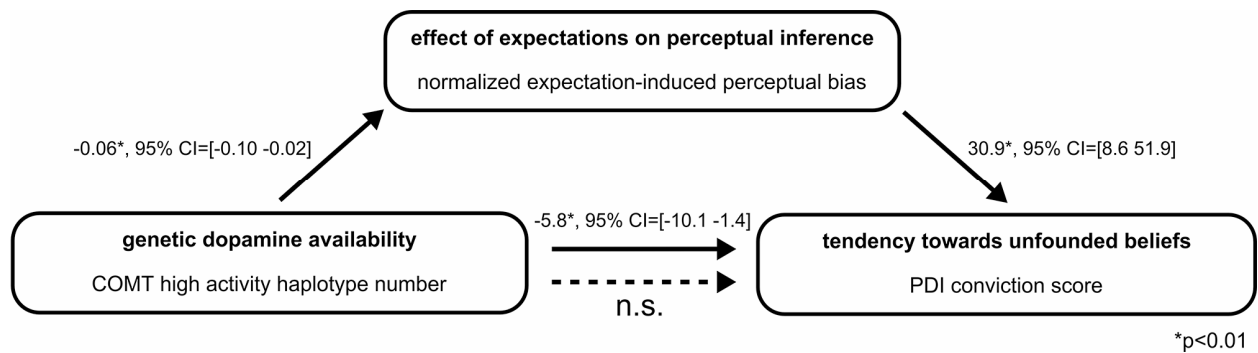 effect of expectations on perceptual inference
normalized expectation-induced perceptual bias
-0.06*, 95% CI=[-0.10 -0.02]
30.9*, 95% CI=[8.6 51.9]
genetic dopamine availability
COMT high activity haplotype number
-5.8*, 95% CI=[-10.1 -1.4]
n.s.
tendency towards unfounded beliefs
PDI conviction score
*p<0.01